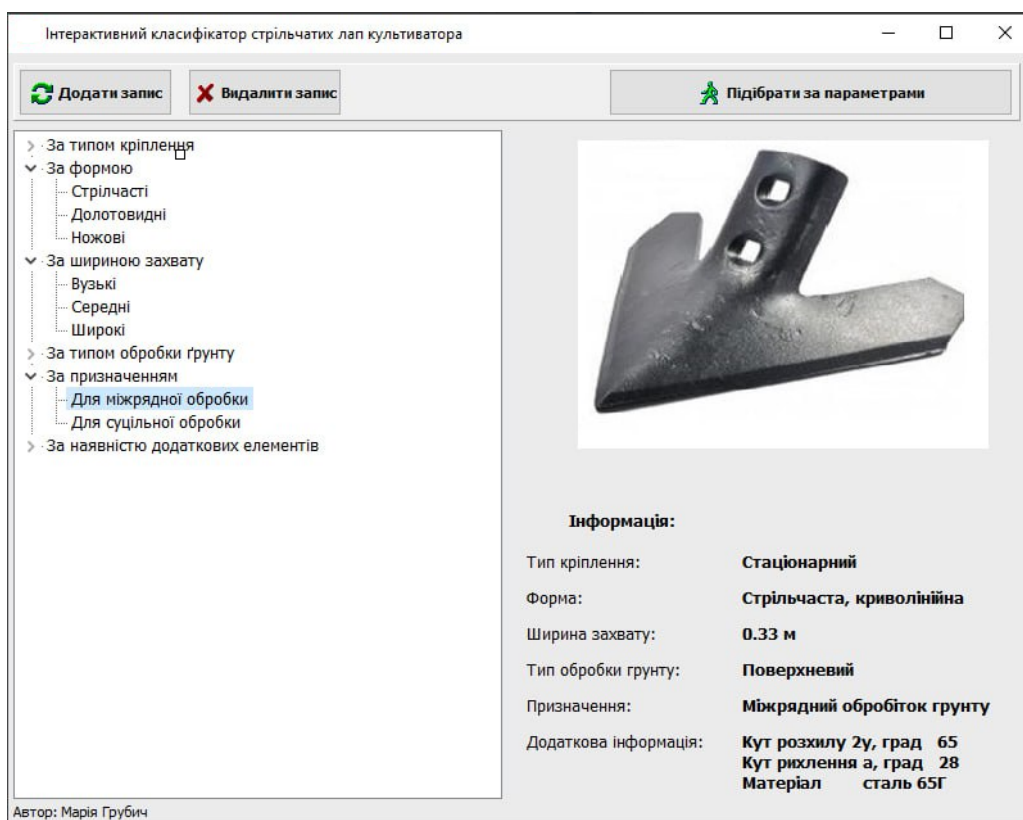 Інтерактивний класифікатор стрільчатих лап культиватора
Додати запис
Видалити запис
Підібрати за параметрами
За типом кріплення
За формою
Стрілчасті
Долотовидні
Ножові
За шириною захвату
Вузькі
Середні
Широкі
За типом обробки ґрунту
За призначенням
Для міжрядної обробки
Для суцільної обробки
За наявністю додаткових елементів
Інформація:
Тип кріплення: Стаціонарний
Форма: Стрільчаста, криволінійна
Ширина захвату: 0.33 м
Тип обробки грунту: Поверхневий
Призначення: Міжрядний обробіток грунту
Додаткова інформація: Кут розхилу 2у, град 65
Кут рихлення а, град 28
Матеріал сталь 65Г
Автор: Марія Грубич